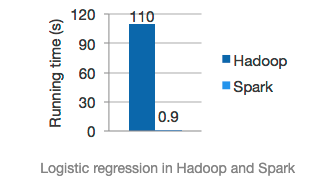 Running time (s)
120
90
60
30
0
110
0.9
Hadoop
Spark
Logistic regression in Hadoop and Spark